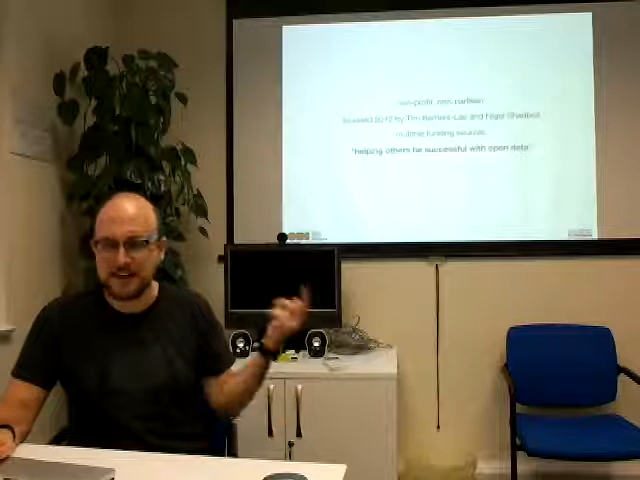 non-profit, non-partisan
founded 2012 by Tim Berners-Lee and Nigel Shadbolt
multiple funding sources
"helping others be successful with open data"